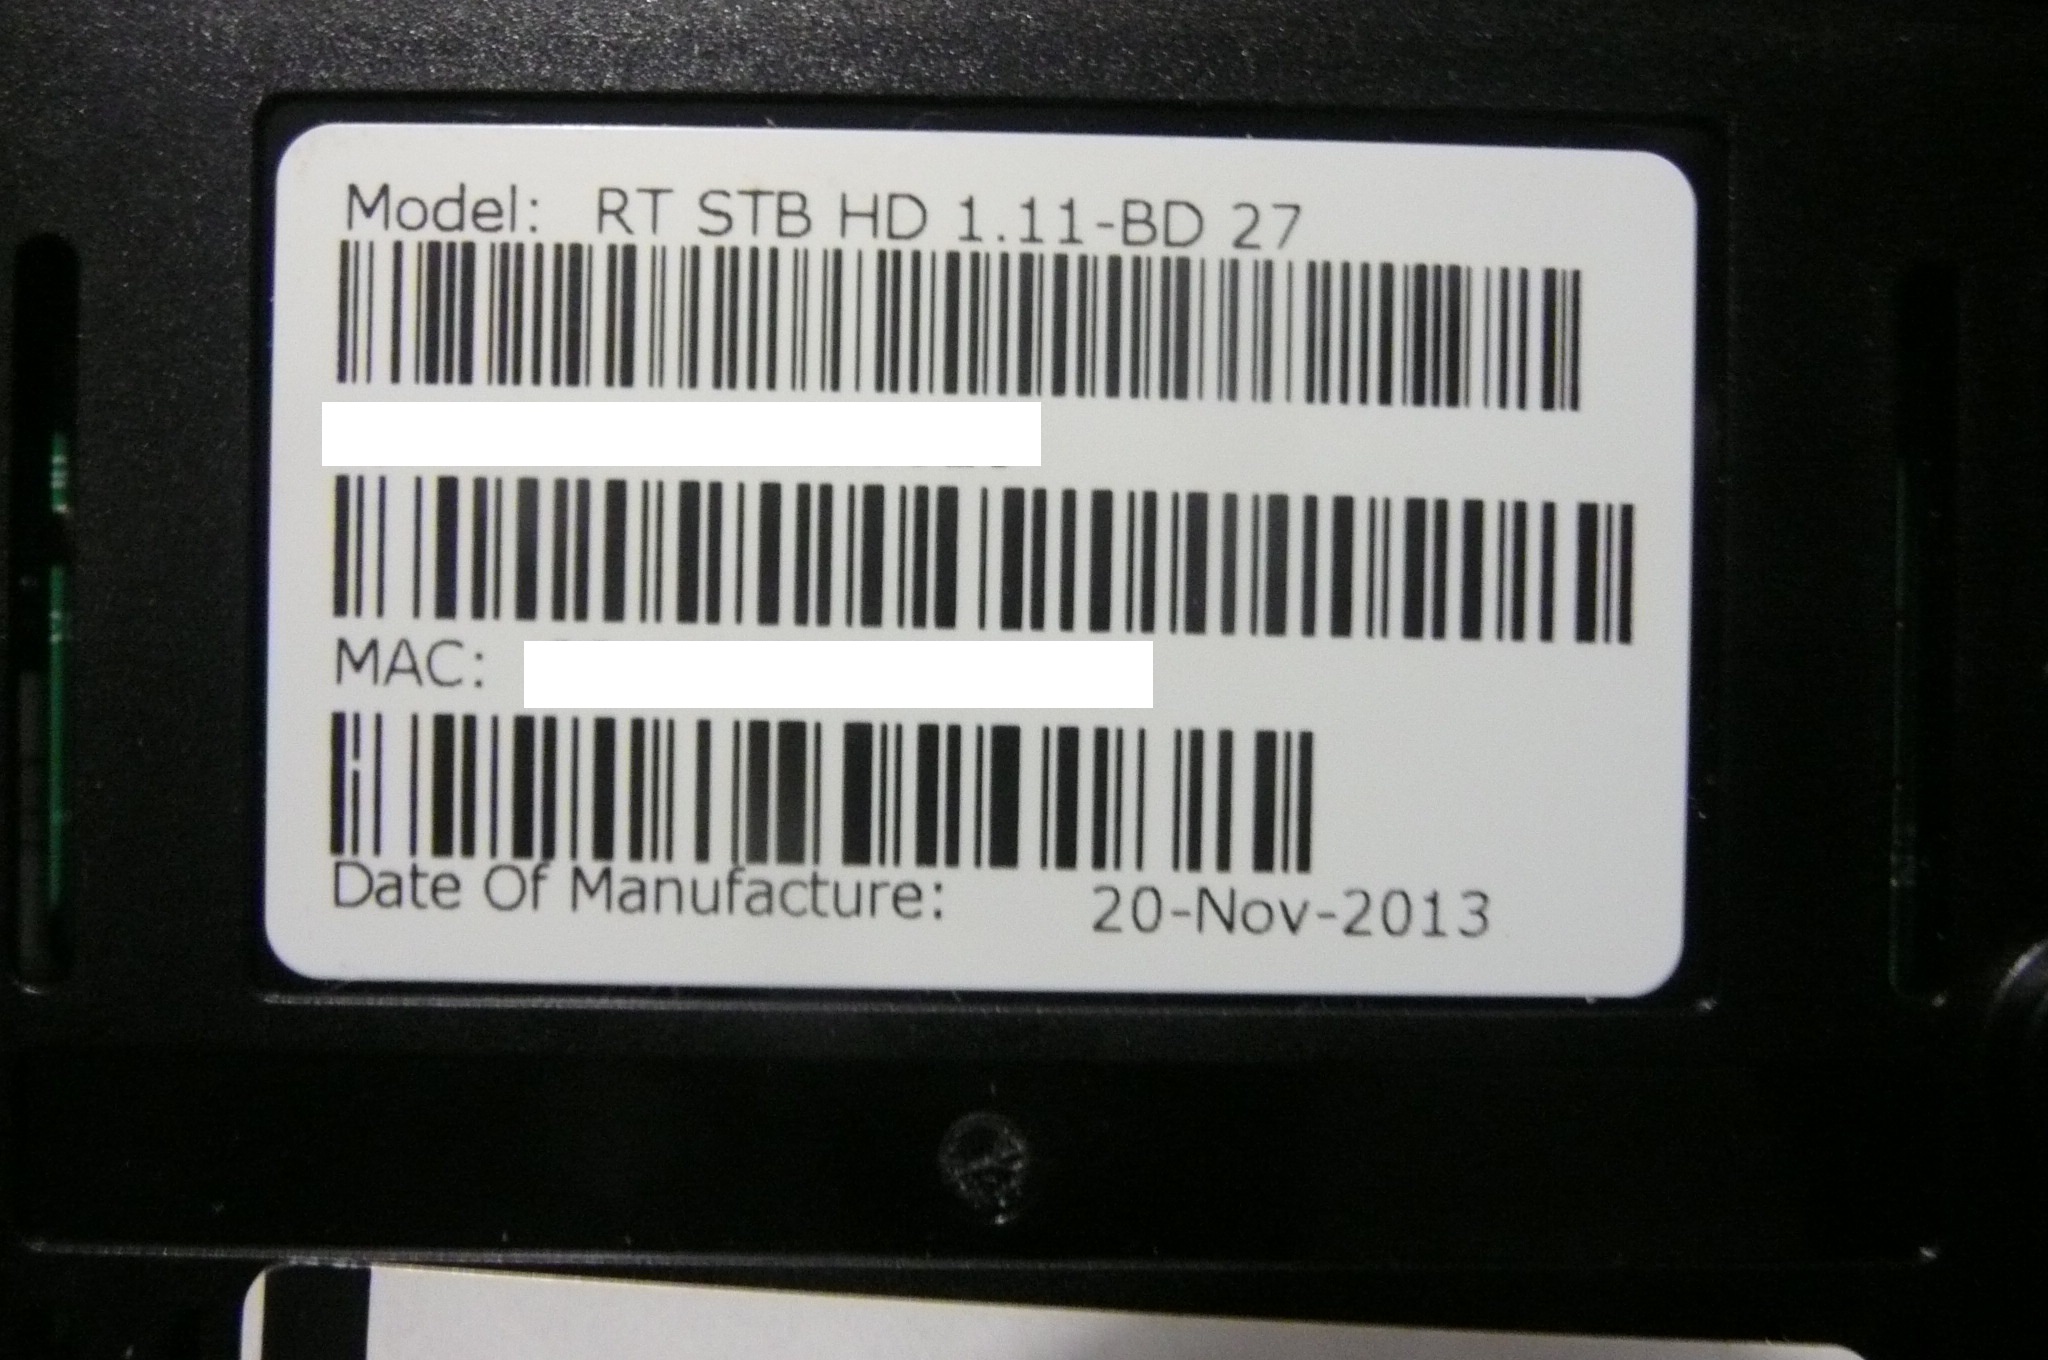 Model: RT STB HD 1.11-BD 27
MAC:
Date Of Manufacture: 20-Nov-2013